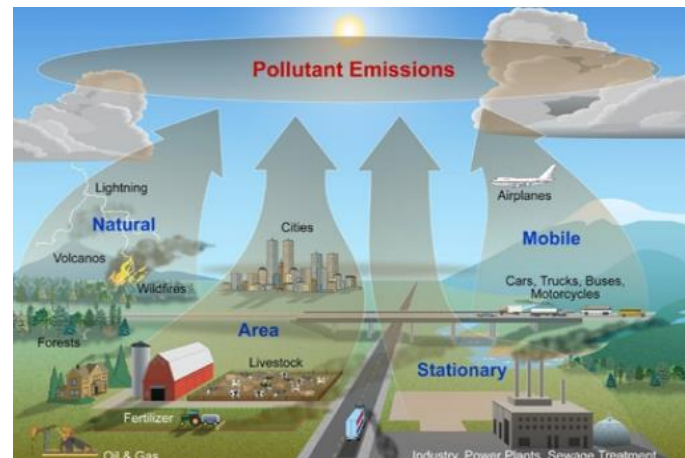 Pollutant Emissions
Lightning
Natural
Volcanos
Wildfires
Forests
Cities
Area
Livestock
Fertilizer
Oil & Gas
Airplanes
Mobile
Cars, Trucks, Buses,
Motorcycles
Stationary
Industry, Power Plants, Sewage Treatment